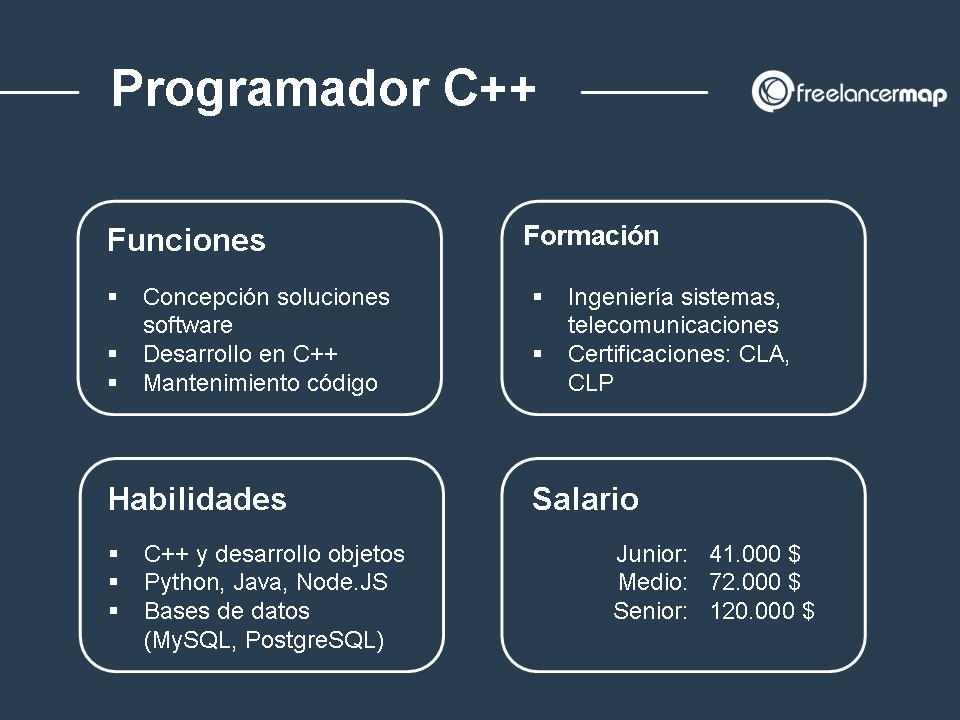 Programador C++
freelancermap
Funciones
▪ Concepción soluciones
software
▪ Desarrollo en C++
▪ Mantenimiento código
Formación
▪ Ingeniería sistemas,
telecomunicaciones
▪ Certificaciones: CLA,
CLP
Habilidades
▪ C++ y desarrollo objetos
▪ Python, Java, Node.JS
▪ Bases de datos
(MySQL, PostgreSQL)
Salario
Junior: 41.000 $
Medio: 72.000 $
Senior: 120.000 $